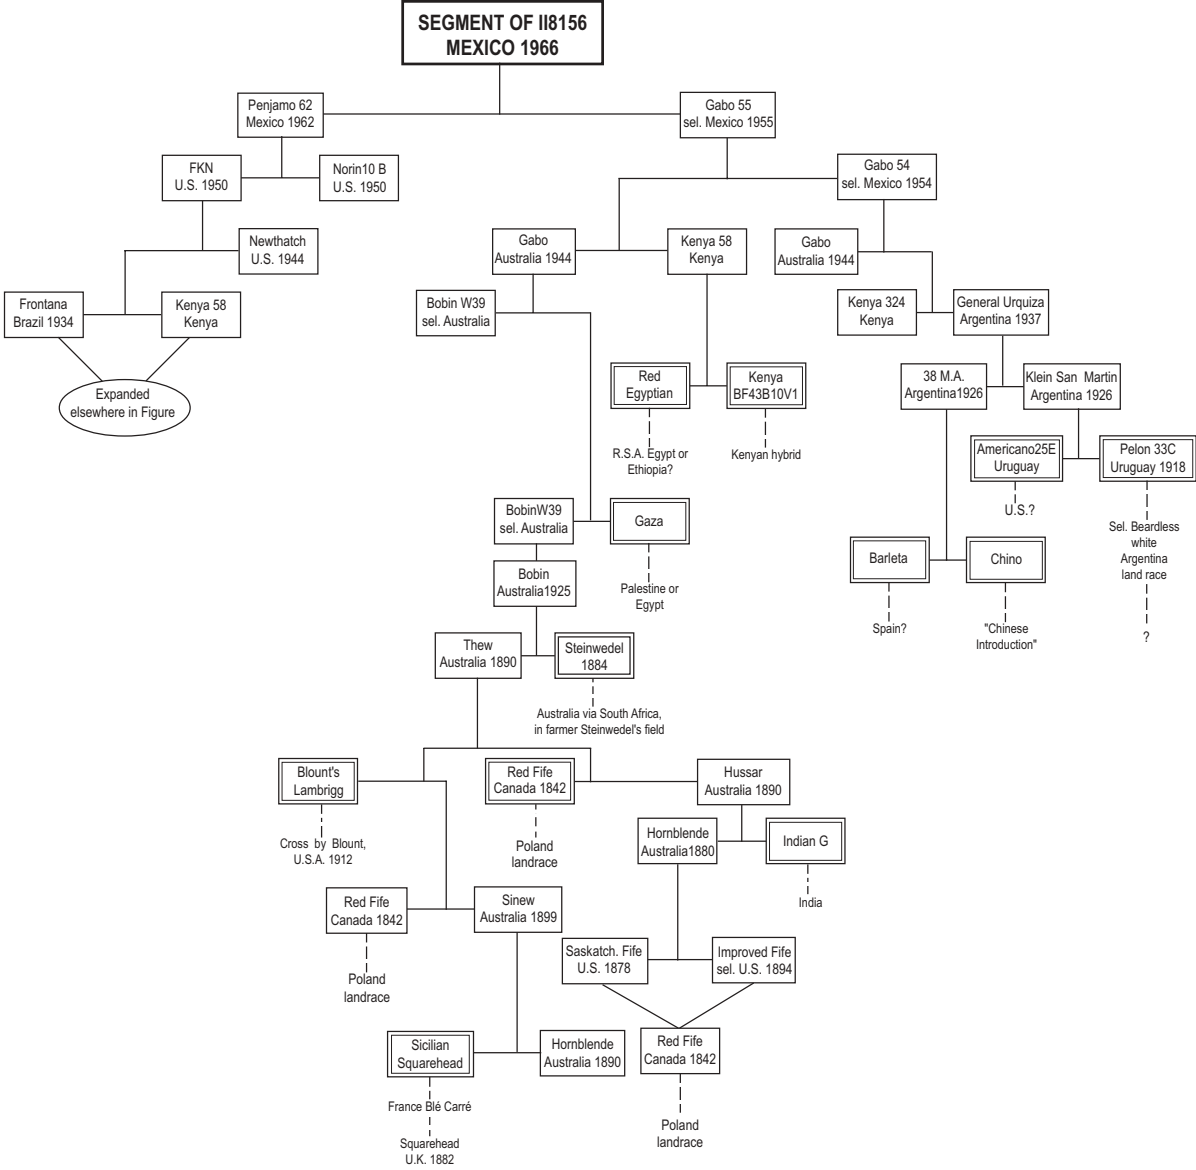 SEGMENT OF II8156
MEXICO 1966
Penjamo 62
Mexico 1962
Gabo 55
sel. Mexico 1955
FKN
U.S. 1950
Norin10 B
U.S. 1950
Gabo 54
sel. Mexico 1954
Newthatch
U.S. 1944
Gabo
Australia 1944
Kenya 58
Kenya
Gabo
Australia 1944
Frontana
Brazil 1934
Kenya 58
Kenya
Bobin W39
sel. Australia
Kenya 324
Kenya
General Urquiza
Argentina 1937
Expanded
elsewhere in Figure
Red
Egyptian
Kenya
BF43B10V1
38 M.A.
Argentina1926
Klein San Martin
Argentina 1926
R.S.A. Egypt or
Ethiopia?
Kenyan hybrid
Americano25E
Uruguay
Pelon 33C
Uruguay 1918
U.S.?
BobinW39
sel. Australia
Gaza
Sel. Beardless
white
Argentina
land race
Barleta
Chino
Bobin
Australia1925
Palestine or
Egypt
Spain?
"Chinese
Introduction"
?
Thew
Australia 1890
Steinwedel
1884
Australia via South Africa,
in farmer Steinwedel's field
Blount's
Lambrigg
Red Fife
Canada 1842
Hussar
Australia 1890
Cross by Blount,
U.S.A. 1912
Poland
landrace
Hornblende
Australia1880
Indian G
India
Red Fife
Canada 1842
Sinew
Australia 1899
Saskatch. Fife
U.S. 1878
Improved Fife
sel. U.S. 1894
Poland
landrace
Sicilian
Squarehead
Hornblende
Australia 1890
Red Fife
Canada 1842
France Blé Carré
Squarehead
U.K. 1882
Poland
landrace